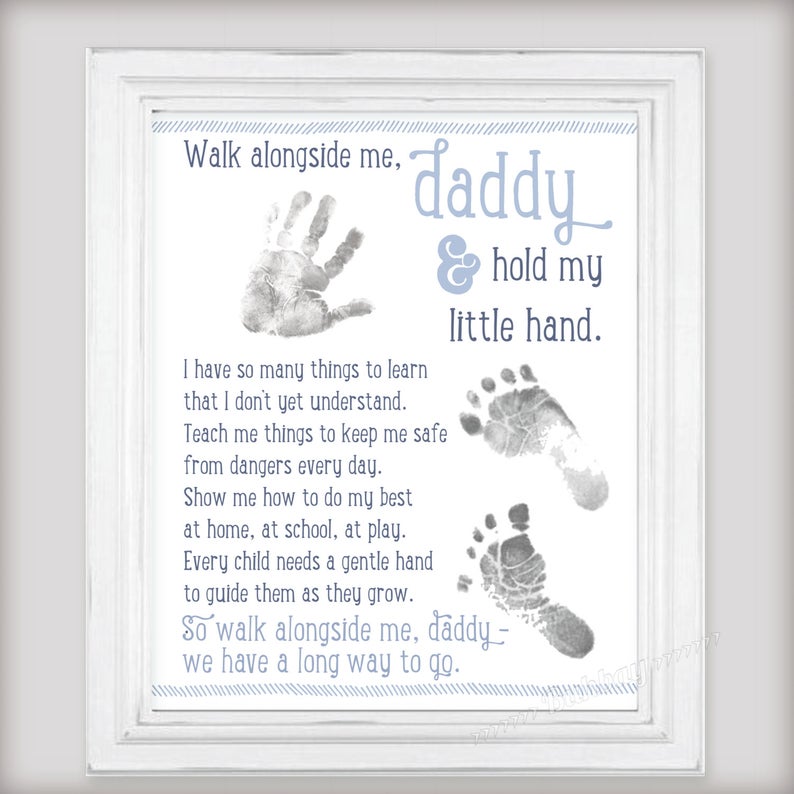 Walk alongside me, daddy
& hold my
little hand.
I have so many things to learn
that I don't yet understand.
Teach me things to keep me safe
from dangers every day.
Show me how to do my best
at home, at school, at play.
Every child needs a gentle hand
to guide them as they grow.
So walk alongside me, daddy -
we have a long way to go.